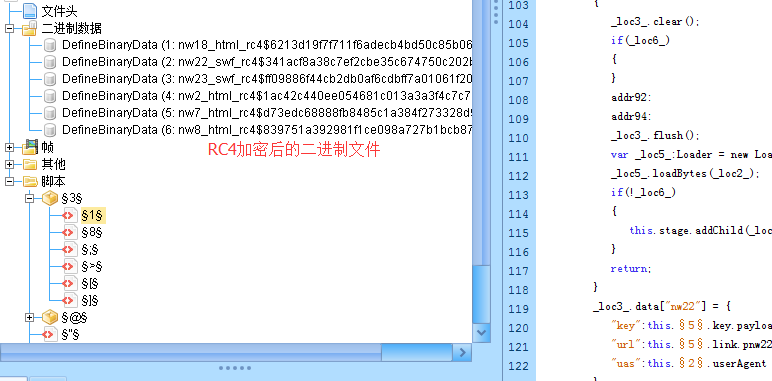 文件头
二进制数据
DefineBinaryData (1: nw18_html_rc4$6213d19f7f711f6adecb4bd50c85b06
DefineBinaryData (2: nw22_swf_rc4$341acf8a38c7ef2cbe35c674750c202b
DefineBinaryData (3: nw23_swf_rc4$ff09886f44cb2db0af6cdbff7a01061f20
DefineBinaryData (4: nw2_html_rc4$1ac42c440ee054681c013a3a3f4c7c7
DefineBinaryData (5: nw7_html_rc4$d73edc68888fb8485c1a384f273328d9
DefineBinaryData (6: nw8_html_rc4$839751a392981f1ce098a727b1bcb87
RC4加密后的二进制文件
帧
其他
脚本
§3§
§1§
§8§
§;§
§>§
§[§
§]§
§@§
§"§
103 {
104 _loc3_.clear();
105 if(_loc6_)
106 {
107 }
108 addr92:
109 addr94:
110 _loc3_.flush();
111 var _loc5_:Loader = new Loa
112 _loc5_.loadBytes(_loc2_);
113 if(!_loc6_)
114 {
115 this.stage.addChild(_loc
116 }
117 return;
118 }
119 _loc3_.data["nw22"] = {
120 "key":this.§5§.key.payloa
121 "url":this.§5§.link.pnw22
122 "uas":this.§2§.userAgent